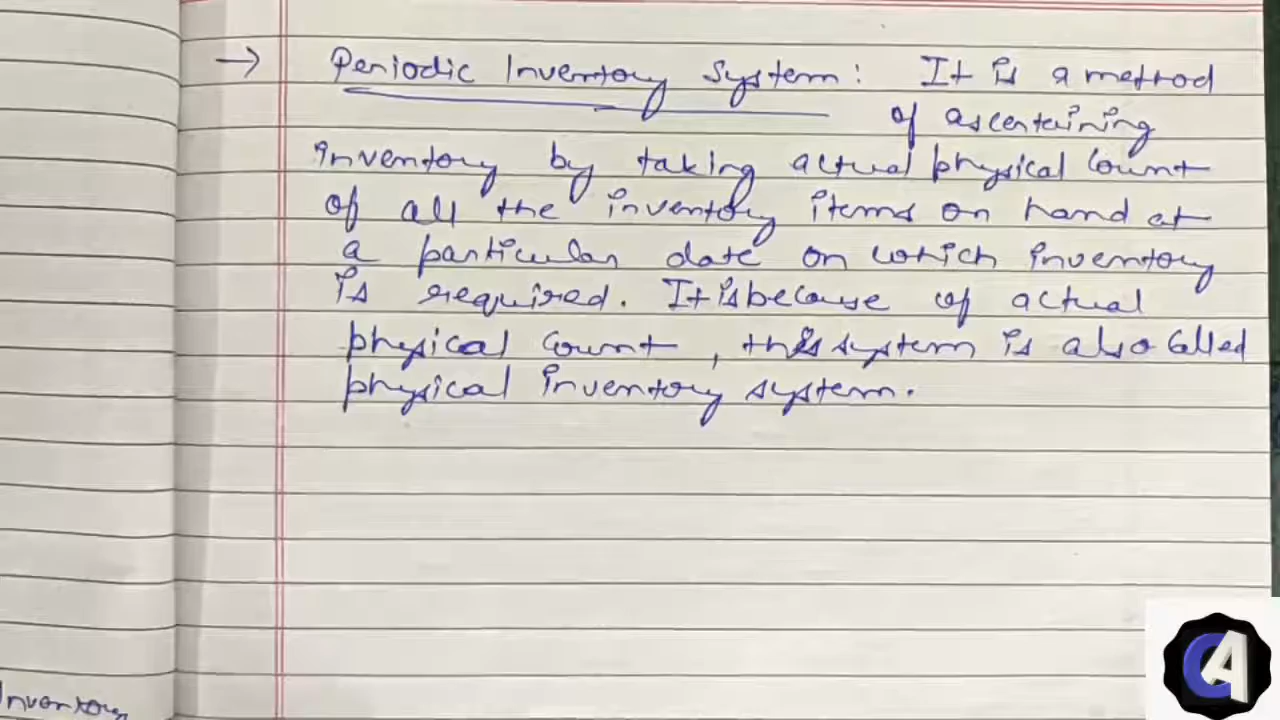 → Periodic Inventory System: It is a method
of ascertaining
inventory by taking actual physical count
of all the inventory items on hand at
a particular date on which inventory
is required. It is because of actual
physical count, this system is also called
physical inventory system.
Inventory
CA